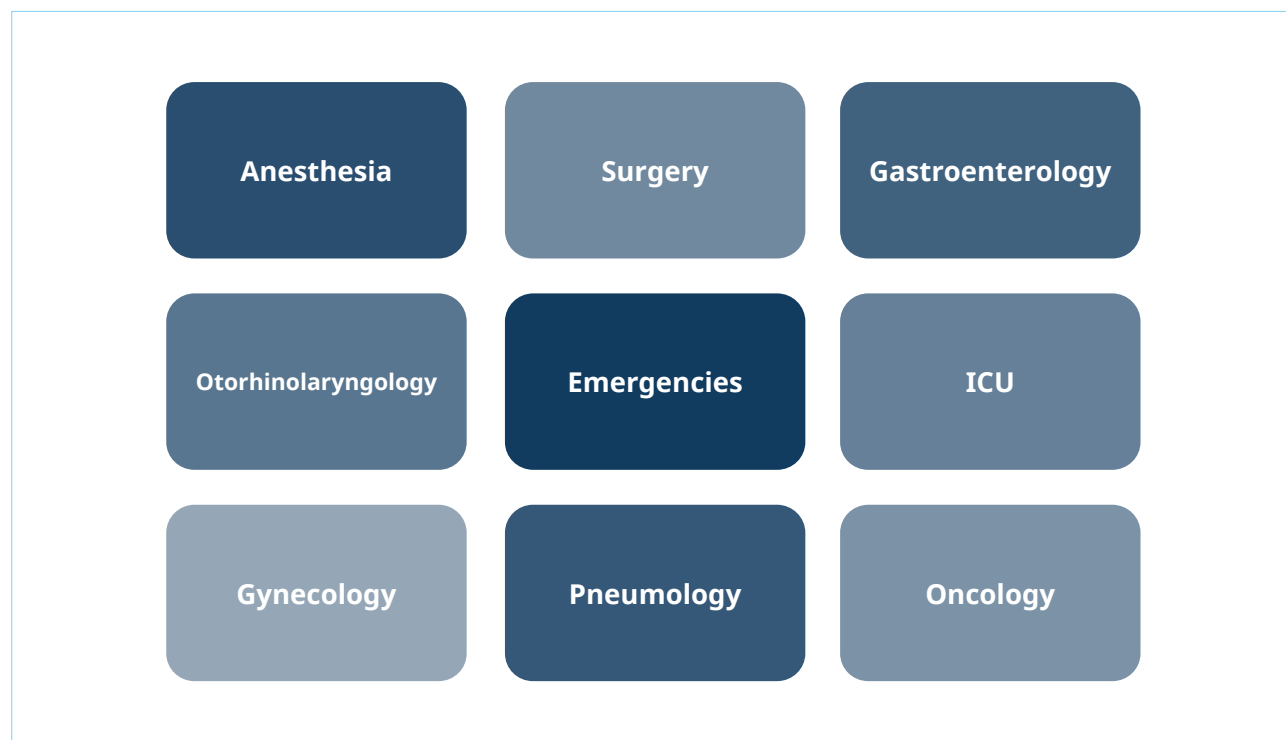 Anesthesia
Surgery
Gastroenterology
Otorhinolaryngology
Emergencies
ICU
Gynecology
Pneumology
Oncology